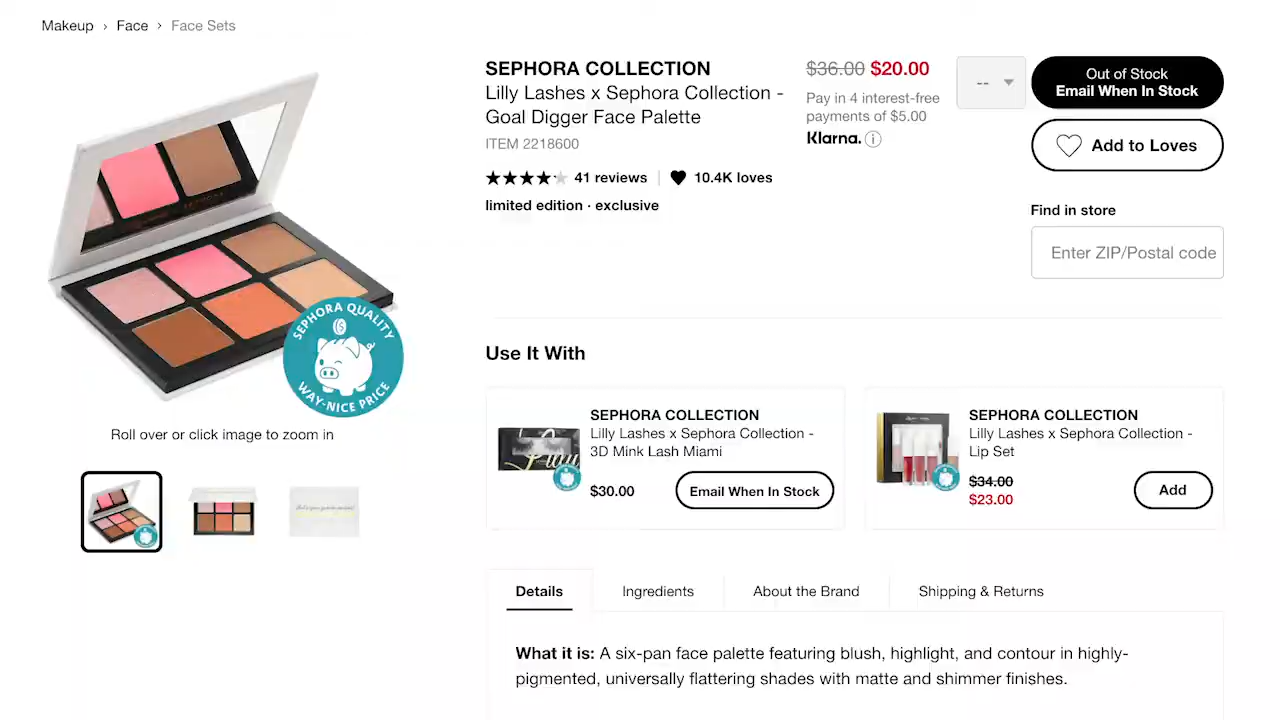 Makeup › Face › Face Sets
SEPHORA COLLECTION
Lilly Lashes x Sephora Collection -
Goal Digger Face Palette
ITEM 2218600
41 reviews | 10.4K loves
limited edition · exclusive
$36.00 $20.00
Pay in 4 interest-free
payments of $5.00
Klarna.
--
Out of Stock
Email When In Stock
Add to Loves
Find in store
Enter ZIP/Postal code
SEPHORA QUALITY
WAY-NICE PRICE
Roll over or click image to zoom in
Use It With
SEPHORA COLLECTION
Lilly Lashes x Sephora Collection -
3D Mink Lash Miami
$30.00
Email When In Stock
SEPHORA COLLECTION
Lilly Lashes x Sephora Collection -
Lip Set
$34.00
$23.00
Add
Details
Ingredients
About the Brand
Shipping & Returns
What it is: A six-pan face palette featuring blush, highlight, and contour in highly-
pigmented, universally flattering shades with matte and shimmer finishes.